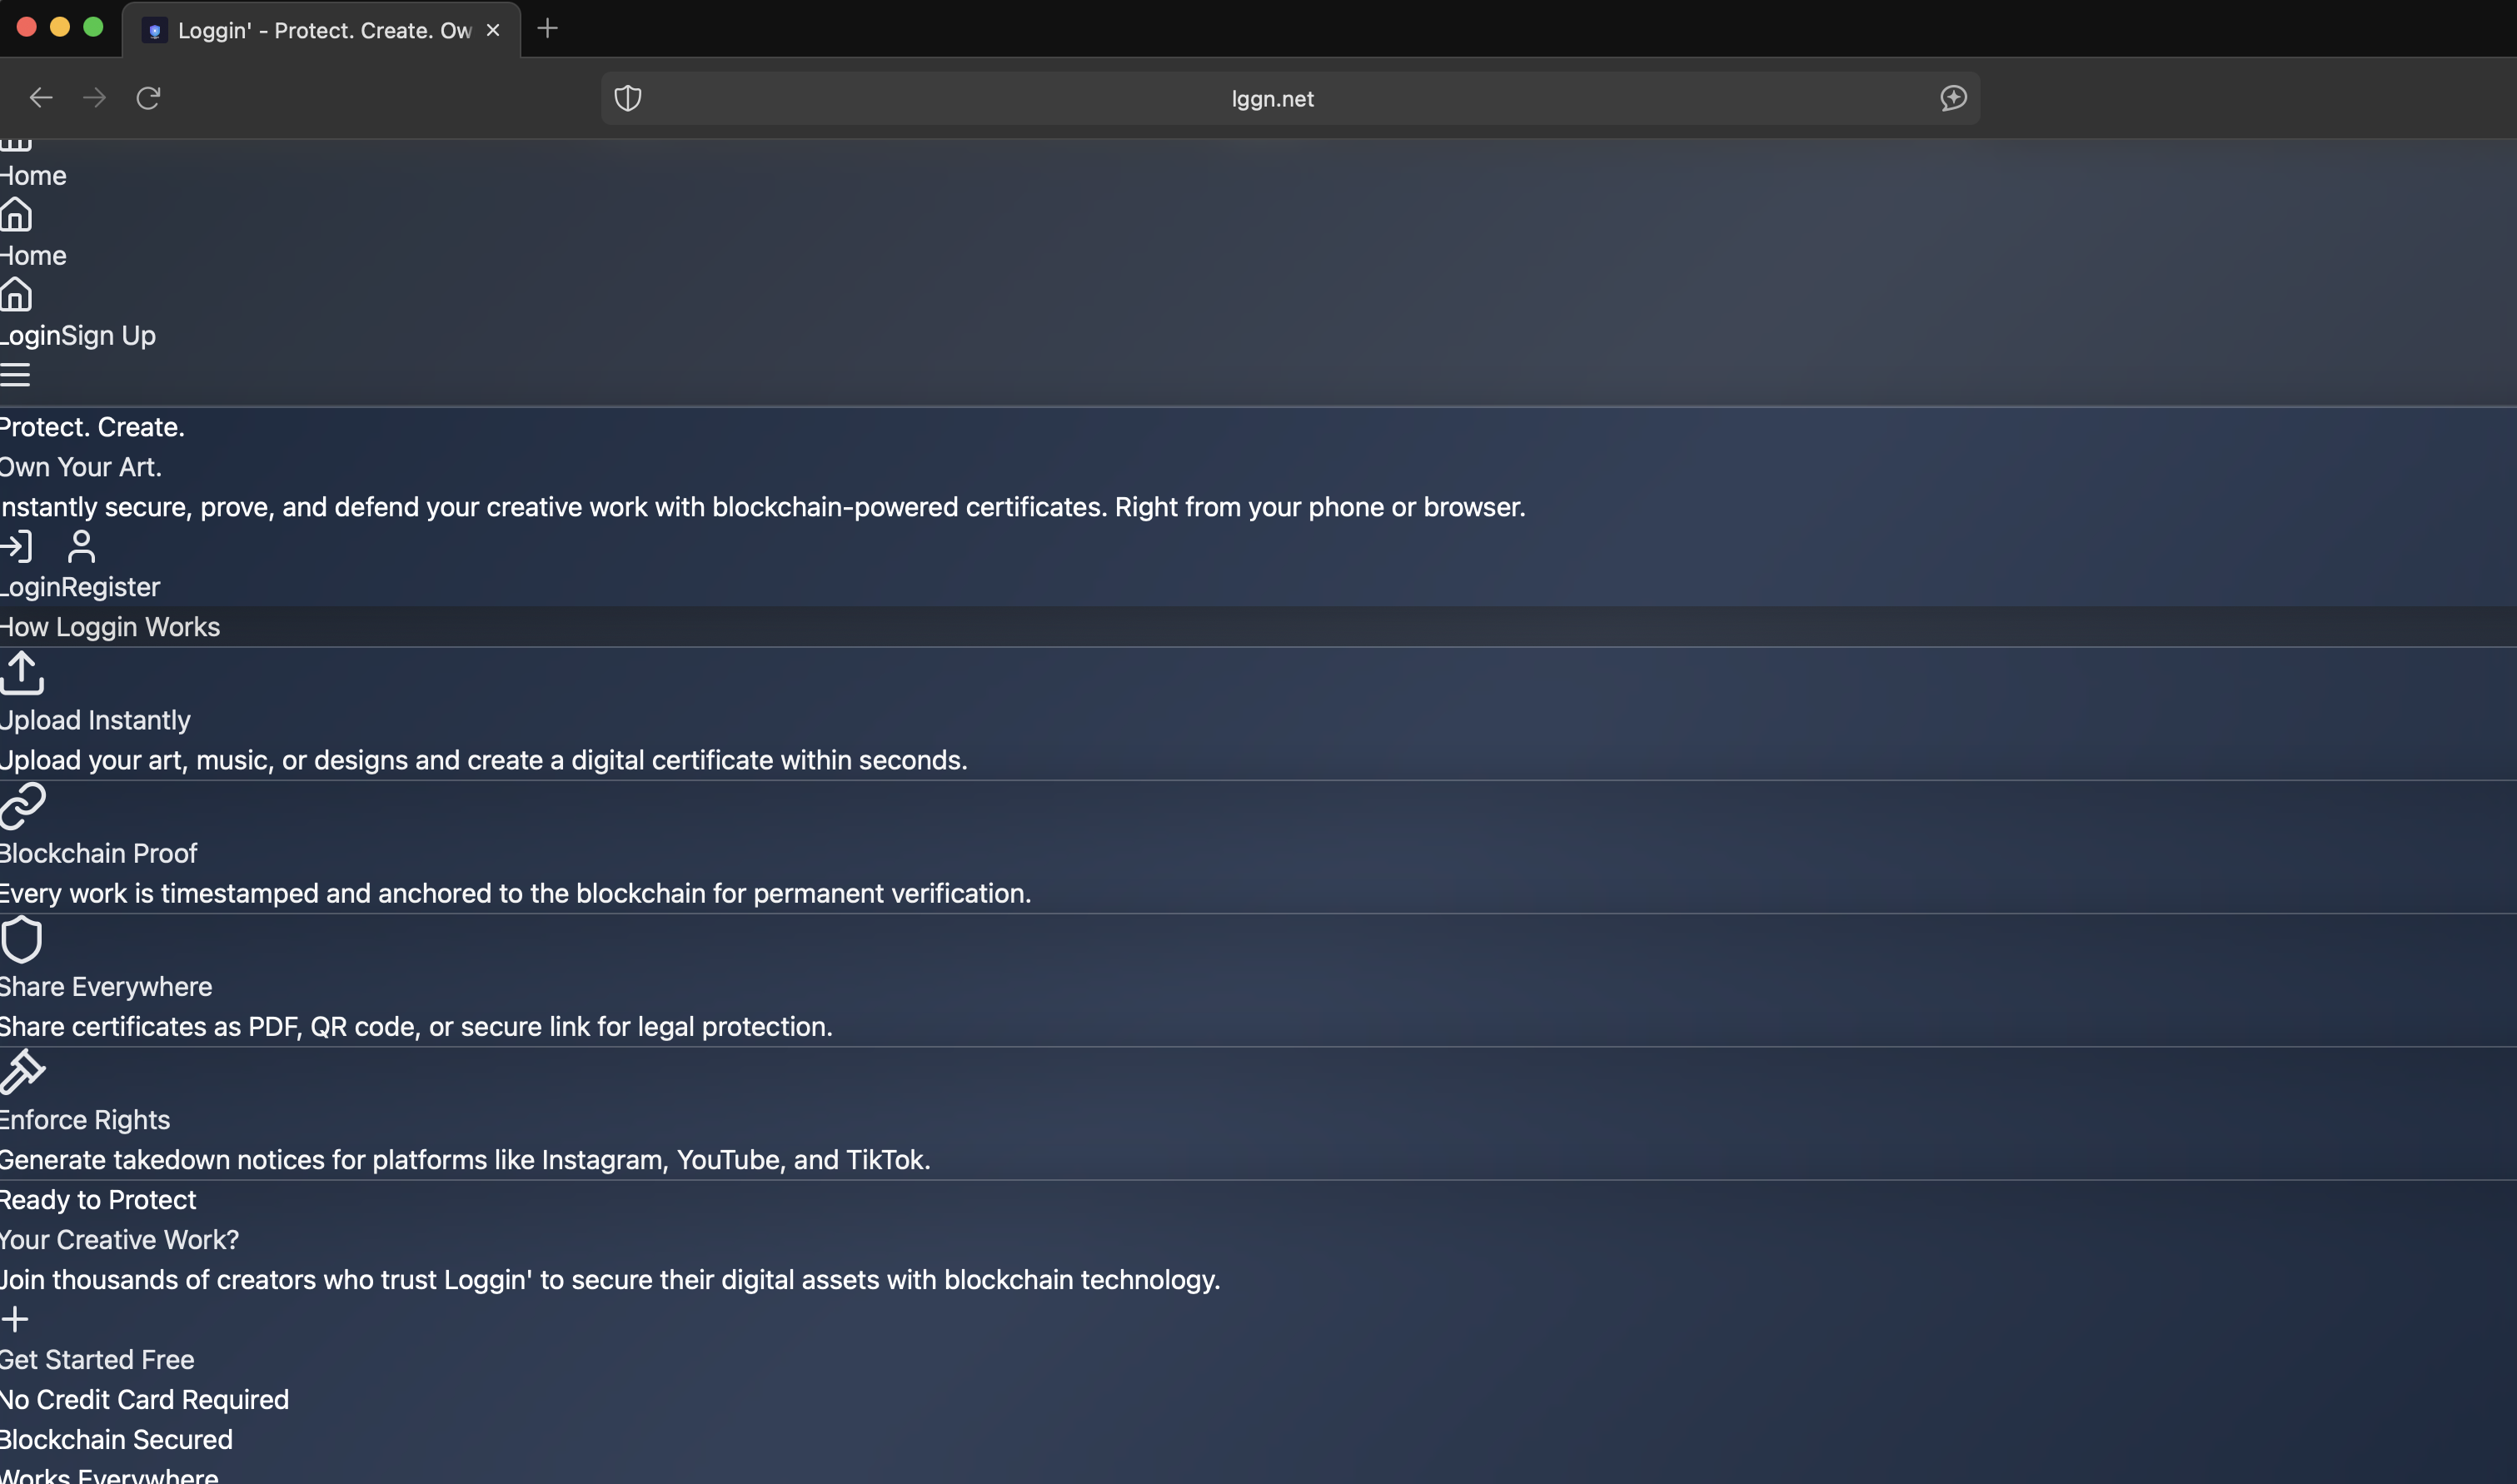 Loggin' - Protect. Create. Ow
lggn.net
Home
Home
LoginSign Up
Protect. Create.
Own Your Art.
Instantly secure, prove, and defend your creative work with blockchain-powered certificates. Right from your phone or browser.
LoginRegister
How Loggin Works
Upload Instantly
Upload your art, music, or designs and create a digital certificate within seconds.
Blockchain Proof
Every work is timestamped and anchored to the blockchain for permanent verification.
Share Everywhere
Share certificates as PDF, QR code, or secure link for legal protection.
Enforce Rights
Generate takedown notices for platforms like Instagram, YouTube, and TikTok.
Ready to Protect
Your Creative Work?
Join thousands of creators who trust Loggin' to secure their digital assets with blockchain technology.
Get Started Free
No Credit Card Required
Blockchain Secured
Works Everywhere